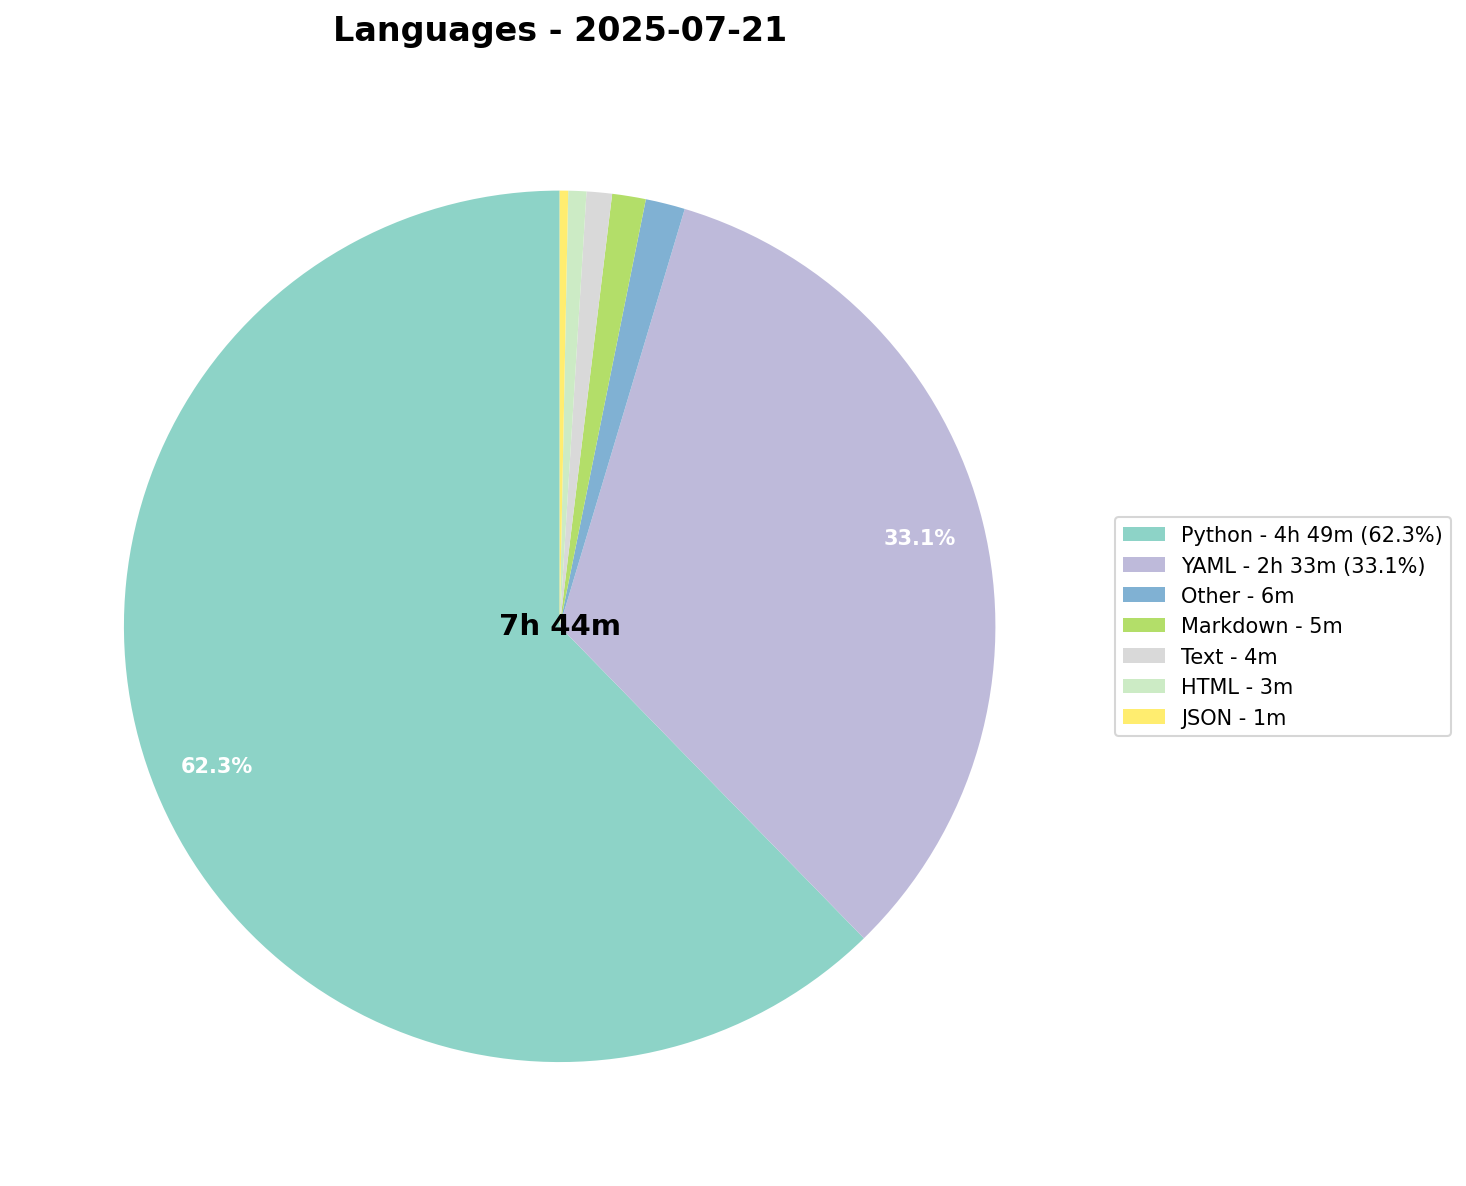 Languages - 2025-07-21
33.1%
7h 44m
62.3%
Python - 4h 49m (62.3%)
YAML - 2h 33m (33.1%)
Other - 6m
Markdown - 5m
Text - 4m
HTML - 3m
JSON - 1m